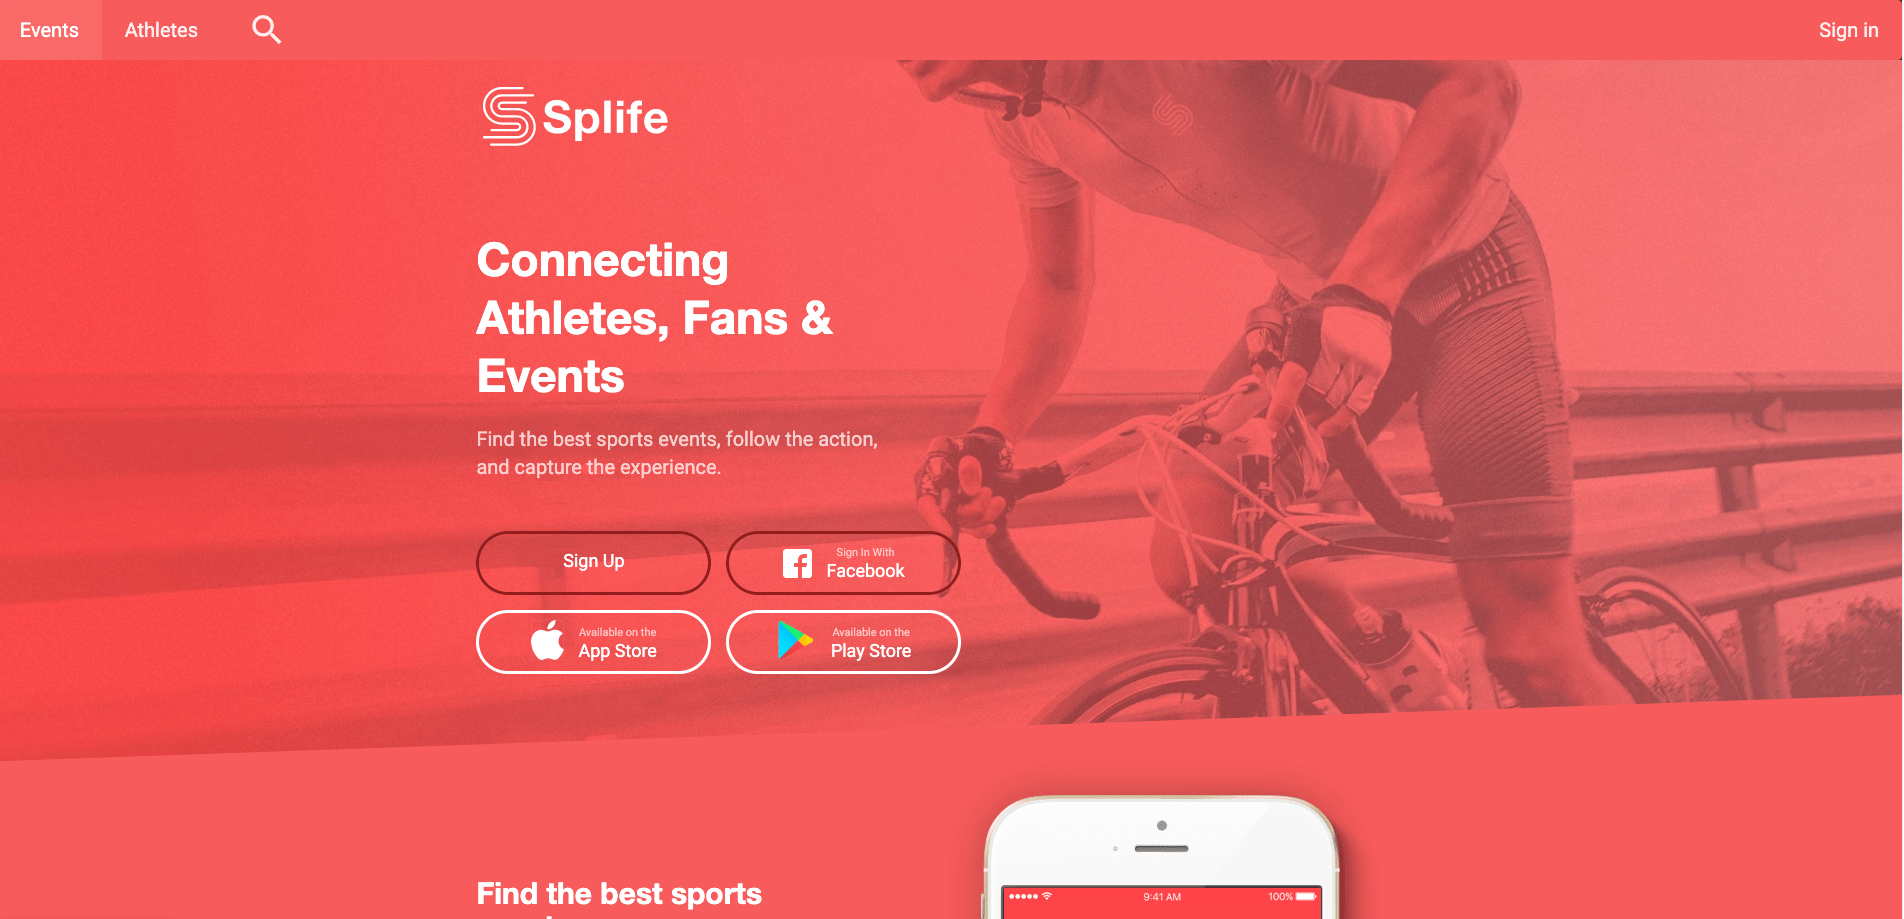 Events
Athletes
Sign in
Splife
Connecting
Athletes, Fans &
Events
Find the best sports events, follow the action,
and capture the experience.
Sign Up
Sign In With
Facebook
Available on the
App Store
Available on the
Play Store
Find the best sports
9:41 AM
100%